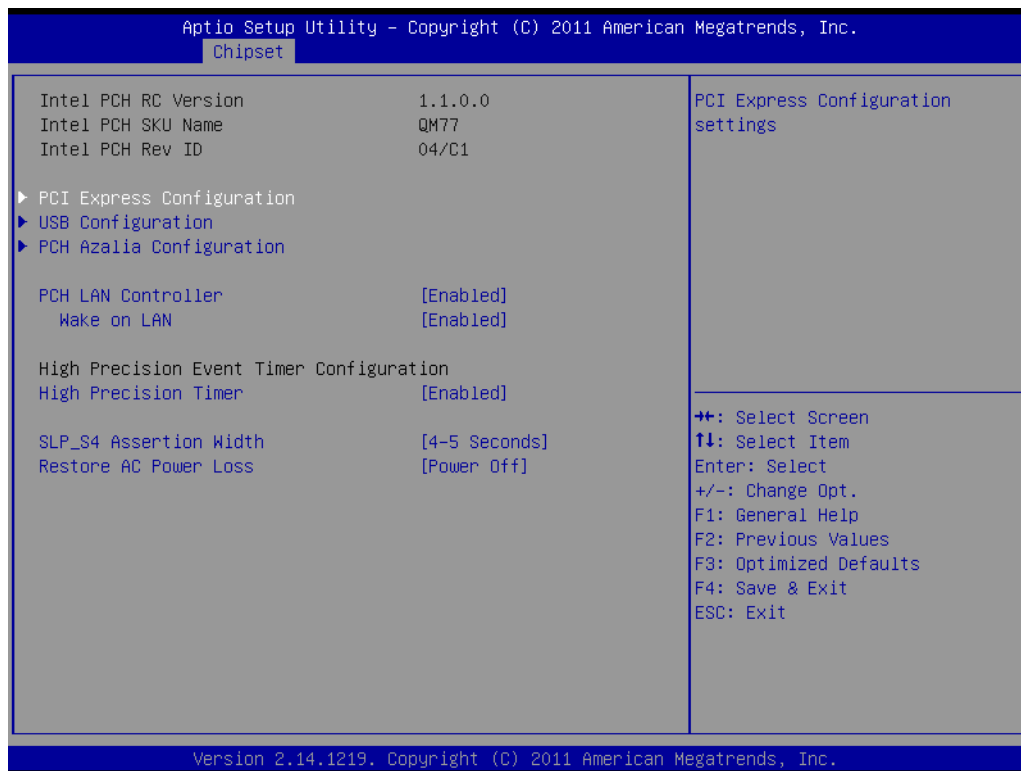 Aptio Setup Utility – Copyright (C) 2011 American Megatrends, Inc.
Chipset
Intel PCH RC Version 1.1.0.0
Intel PCH SKU Name QM77
Intel PCH Rev ID 04/C1
PCI Express Configuration
USB Configuration
PCH Azalia Configuration
PCH LAN Controller [Enabled]
Wake on LAN [Enabled]
High Precision Event Timer Configuration
High Precision Timer [Enabled]
SLP_S4 Assertion Width [4-5 Seconds]
Restore AC Power Loss [Power Off]
PCI Express Configuration
settings
→←: Select Screen
↑↓: Select Item
Enter: Select
+/-: Change Opt.
F1: General Help
F2: Previous Values
F3: Optimized Defaults
F4: Save & Exit
ESC: Exit
Version 2.14.1219. Copyright (C) 2011 American Megatrends, Inc.